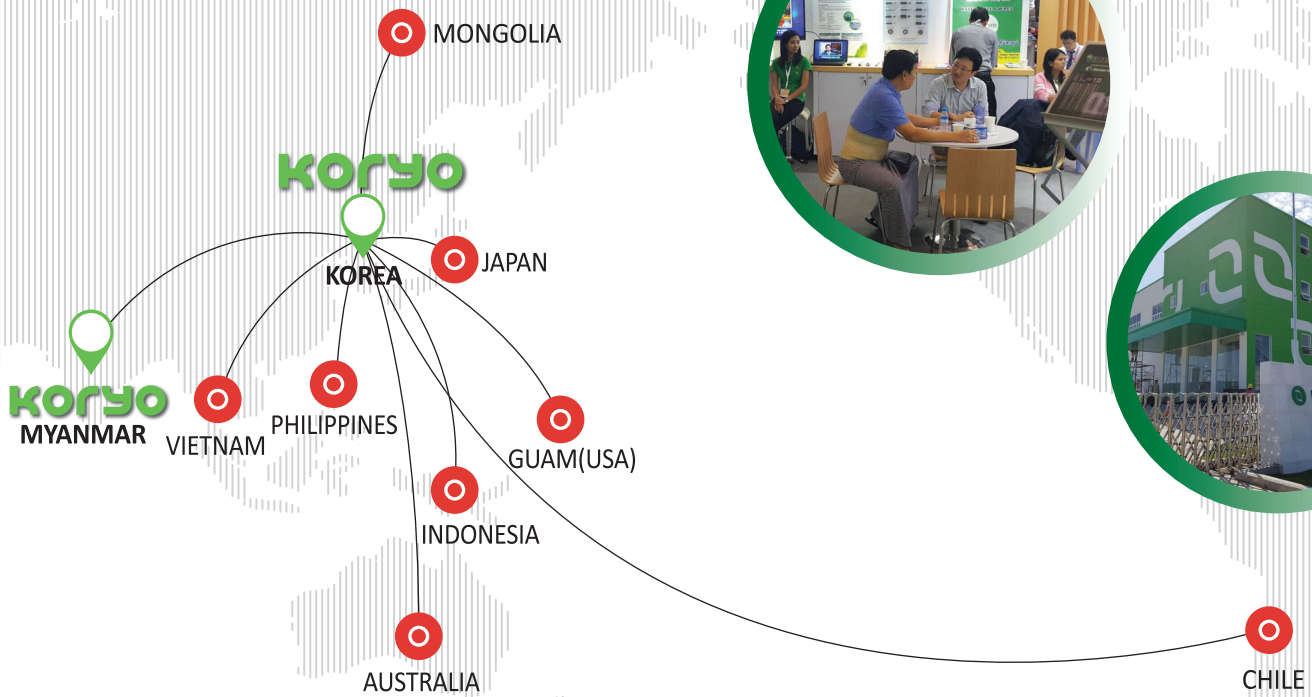 MONGOLIA
KORYO
KOREA
JAPAN
KORYO
MYANMAR
VIETNAM
PHILIPPINES
GUAM(USA)
INDONESIA
AUSTRALIA
CHILE